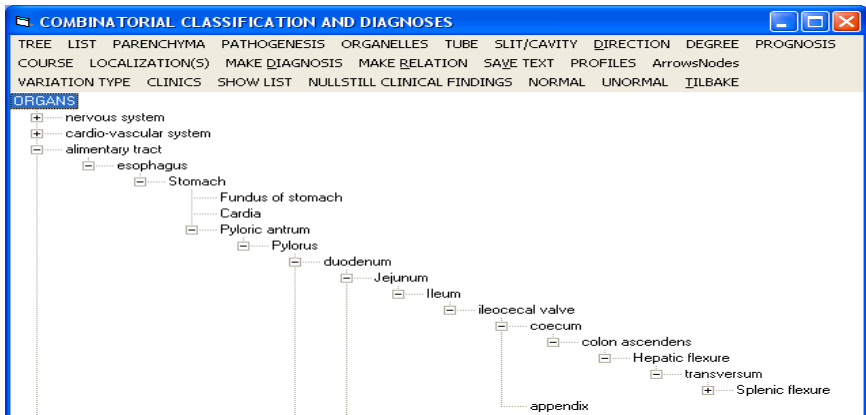 COMBINATORIAL CLASSIFICATION AND DIAGNOSES
TREE LIST PARENCHYMA PATHOGENESIS ORGANELLES TUBE SLIT/CAVITY DIRECTION DEGREE PROGNOSIS
COURSE LOCALIZATION(S) MAKE DIAGNOSIS MAKE RELATION SAVE TEXT PROFILES ArrowsNodes
VARIATION TYPE CLINICS SHOW LIST NULLSTILL CLINICAL FINDINGS NORMAL UNORMAL TILBAKE
ORGANS
nervous system
cardio-vascular system
alimentary tract
esophagus
Stomach
Fundus of stomach
Cardia
Pyloric antrum
Pylorus
duodenum
Jejunum
Ileum
ileocecal valve
coecum
colon ascendens
Hepatic flexure
transversum
Splenic flexure
appendix